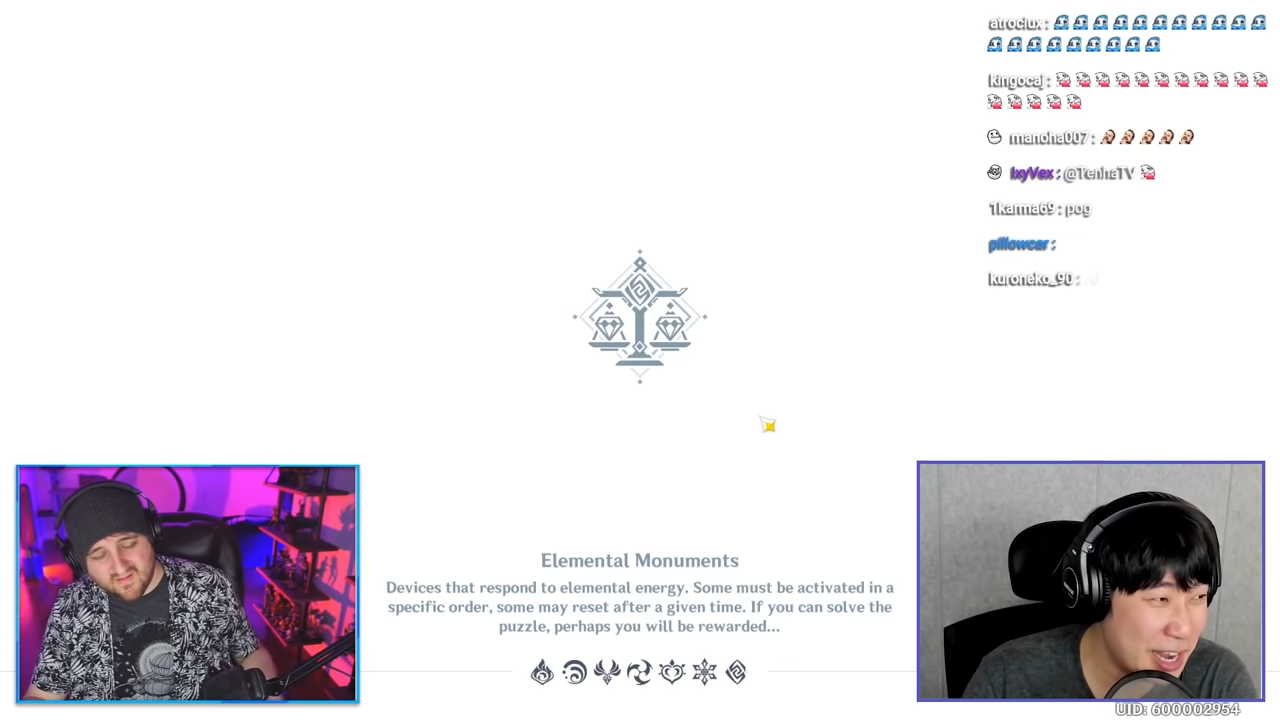 atrociux:
kingocaj:
manoha007:
IxyVex: @TenhaTV
1karma69: pog
pillowcar:
kuroneko_90:
Elemental Monuments
Devices that respond to elemental energy. Some must be activated in a
specific order, some may reset after a given time. If you can solve the
puzzle, perhaps you will be rewarded...
UID: 600002954